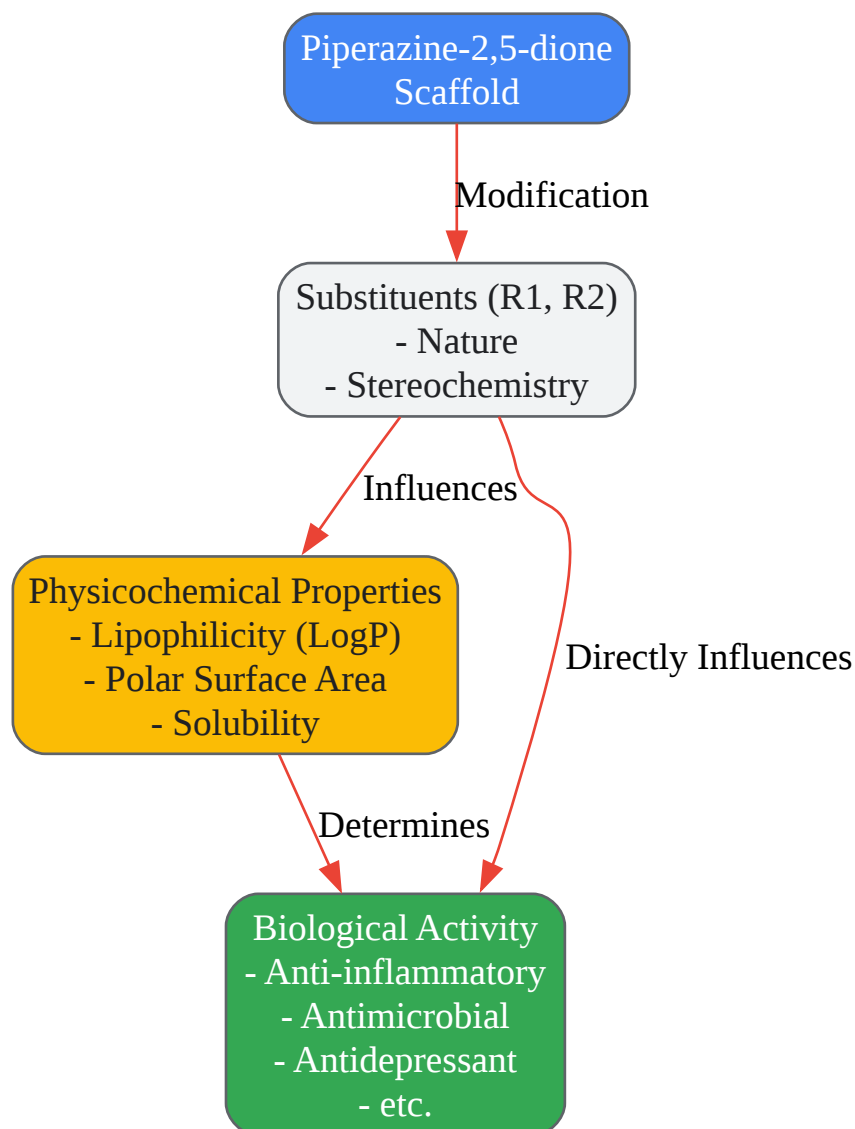 Piperazine-2,5-dione
Scaffold
Modification
Substituents (R1, R2)
- Nature
- Stereochemistry
Influences
Physicochemical Properties
- Lipophilicity (LogP)
- Polar Surface Area
- Solubility
Directly Influences
Determines
Biological Activity
- Anti-inflammatory
- Antimicrobial
- Antidepressant
- etc.